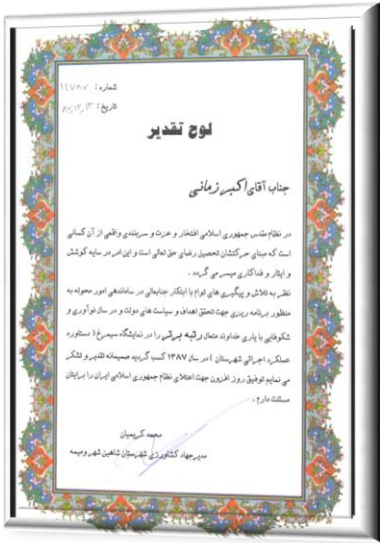 شماره :
تاریخ : ۸۷/۱۲/۱۳
لوح تقدیر
جناب آقای اکبر زمانی
در نظام مقدس جمهوری اسلامی افتخار و عزت و سربلندی واقعی از آن کسانی
است که مبنای حرکتشان تحصیل رضای حق تعالی است و این امر در سایه کوشش
و ایثار و فداکاری میسر می گردد .
نظر به تلاش و پیگیری های توام با ابتکار جنابعالی در ساماندهی امور محوله به
منظور برنامه ریزی جهت تحقق اهداف و سیاست های دولت و در سال نوآوری و
شکوفایی با یاری خداوند متعال رتبه برتر را در نمایشگاه سیمرغ ( دستاورد
عملکرد اجرائی شهرستان ) در سال ۱۳۸۷ کسب گردید صمیمانه تقدیر و تشکر
می نمایم توفیق روز افزون جهت اعتلای نظام جمهوری اسلامی ایران را برایتان
مسئلت دارم .
محمد کریمیان
مدیر جهاد کشاورزی شهرستان شاهین شهر و میمه